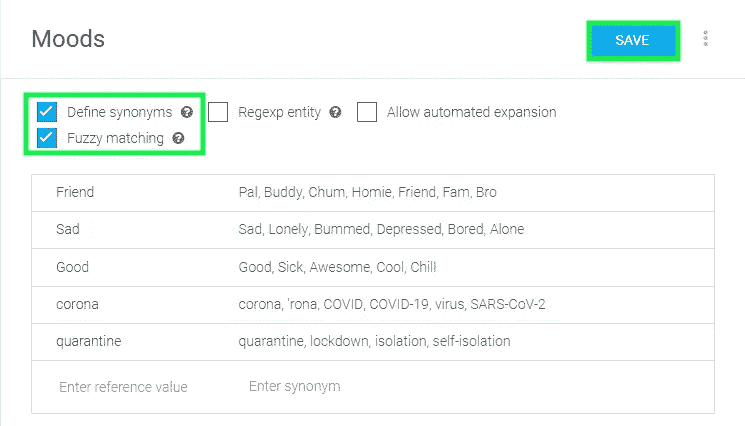 Moods SAVE
Define synonyms Regexp entity Allow automated expansion
Fuzzy matching
Friend Pal, Buddy, Chum, Homie, Friend, Fam, Bro
Sad Sad, Lonely, Bummed, Depressed, Bored, Alone
Good Good, Sick, Awesome, Cool, Chill
corona corona, 'rona, COVID, COVID-19, virus, SARS-CoV-2
quarantine quarantine, lockdown, isolation, self-isolation
Enter reference value Enter synonym